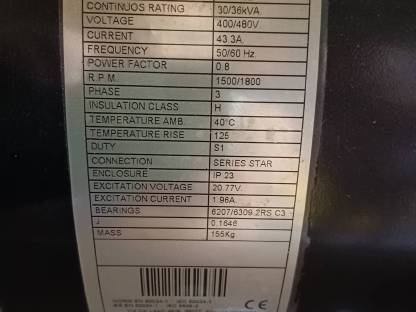 CONTINUOS RATING 30/36kVA.
VOLTAGE 400/480V.
CURRENT 43.3A.
FREQUENCY 50/60 Hz.
POWER FACTOR 0.8
R.P.M 1500/1800
PHASE 3
INSULATION CLASS H
TEMPERATURE AMB. 40°C
TEMPERATURE RISE 125
DUTY S1
CONNECTION SERIES STAR
ENCLOSURE IP 23
EXCITATION VOLTAGE 20.77V.
EXCITATION CURRENT 1.96A.
BEARINGS 6207/6309.2RS C3
J 0.1646
MASS 155Kg
CE